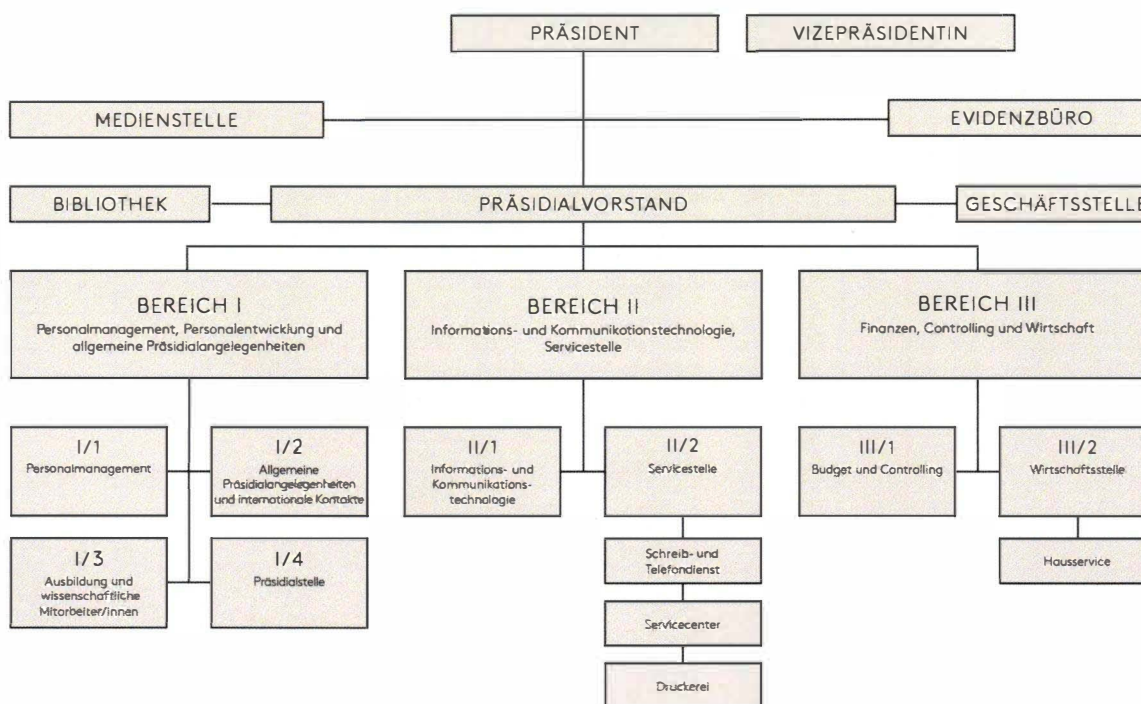 PRÄSIDENT
VIZEPRÄSIDENTIN
MEDIENSTELLE
EVIDENZBÜRO
BIBLIOTHEK
PRÄSIDIALVORSTAND
GESCHÄFTSSTELLE
BEREICH I
Personalmanagement, Personalentwicklung und
allgemeine Präsidialangelegenheiten
BEREICH II
Informations- und Kommunikotionstechnologie,
Servicestelle
BEREICH III
Finanzen, Controlling und Wirtschaft
I/1
Personalmanagement
I/2
Allgemeine
Präsidialangelegenheiten
und internationale Kontakte
II/1
Informations- und
Kommunikations-
technologie
II/2
Servicestelle
III/1
Budget und Controlling
III/2
Wirtschaftsstelle
I/3
Ausbildung und
wissenschaftliche
Mitarbeiter/innen
I/4
Präsidialstelle
Schreib- und
Telefondienst
Servicecenter
Druckerei
Hausservice